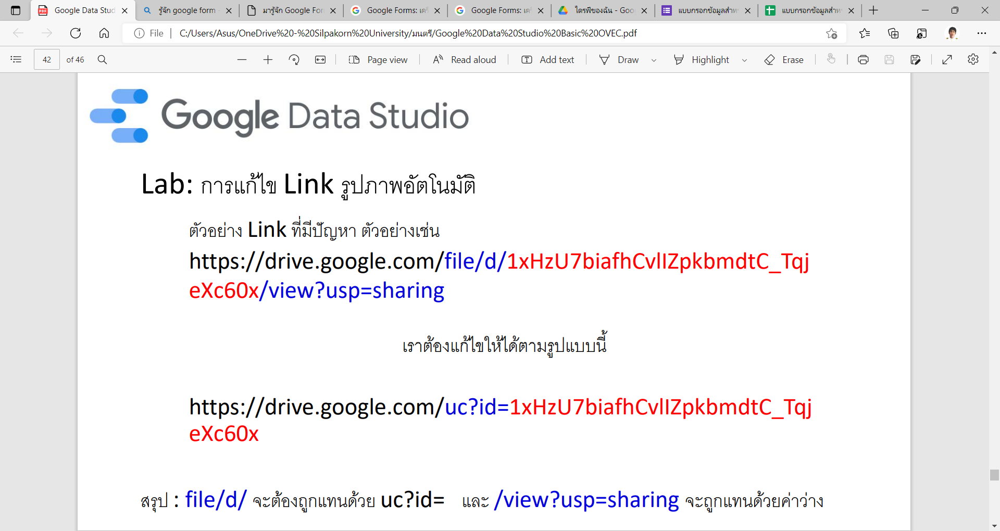 Google Data Stud
รู้จัก google form
มารู้จัก Google For
Google Forms: เครื
Google Forms: เครื
ไดรฟ์ของฉัน - Goo
แบบกรอกข้อมูลสำห
แบบกรอกข้อมูลสำห
File C:/Users/Asus/OneDrive%20-%20Silpakorn%20University/มนตรี/Google%20Data%20Studio%20Basic%20OVEC.pdf
42 of 46 Page view Read aloud Add text Draw Highlight Erase
Google Data Studio
Lab: การแก้ไข Link รูปภาพอัตโนมัติ
ตัวอย่าง Link ที่มีปัญหา ตัวอย่างเช่น
https://drive.google.com/file/d/1xHzU7biafhCvlIZpkbmdtC_Tqj
eXc60x/view?usp=sharing
เราต้องแก้ไขให้ได้ตามรูปแบบนี้
https://drive.google.com/uc?id=1xHzU7biafhCvlIZpkbmdtC_Tqj
eXc60x
สรุป : file/d/ จะต้องถูกแทนด้วย uc?id= และ /view?usp=sharing จะถูกแทนด้วยค่าว่าง